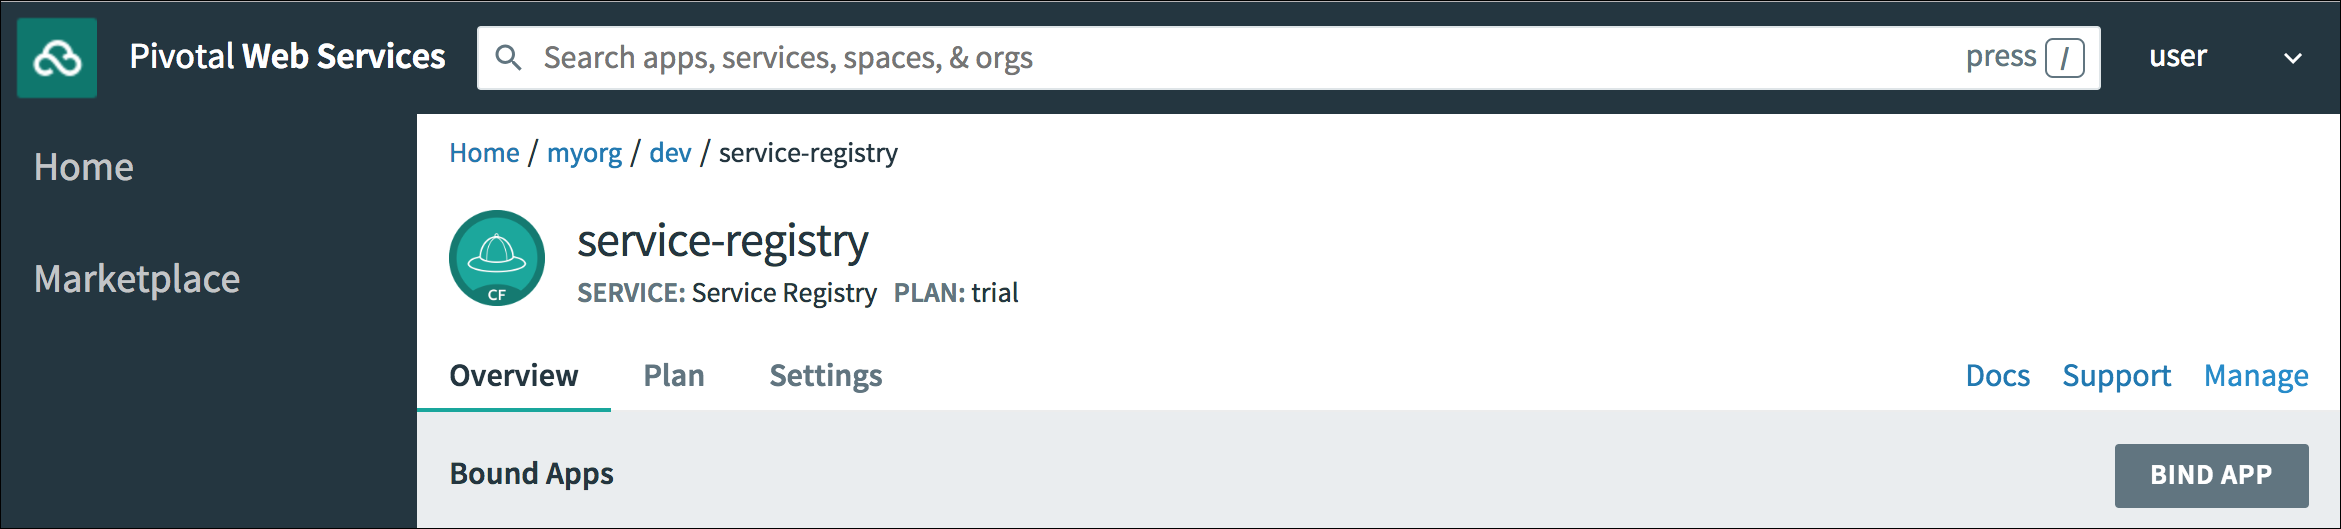 Pivotal Web Services
Search apps, services, spaces, & orgs
press /
user
Home
Marketplace
Home / myorg / dev / service-registry
CF
service-registry
SERVICE: Service Registry PLAN: trial
Overview Plan Settings
Docs Support Manage
Bound Apps
BIND APP